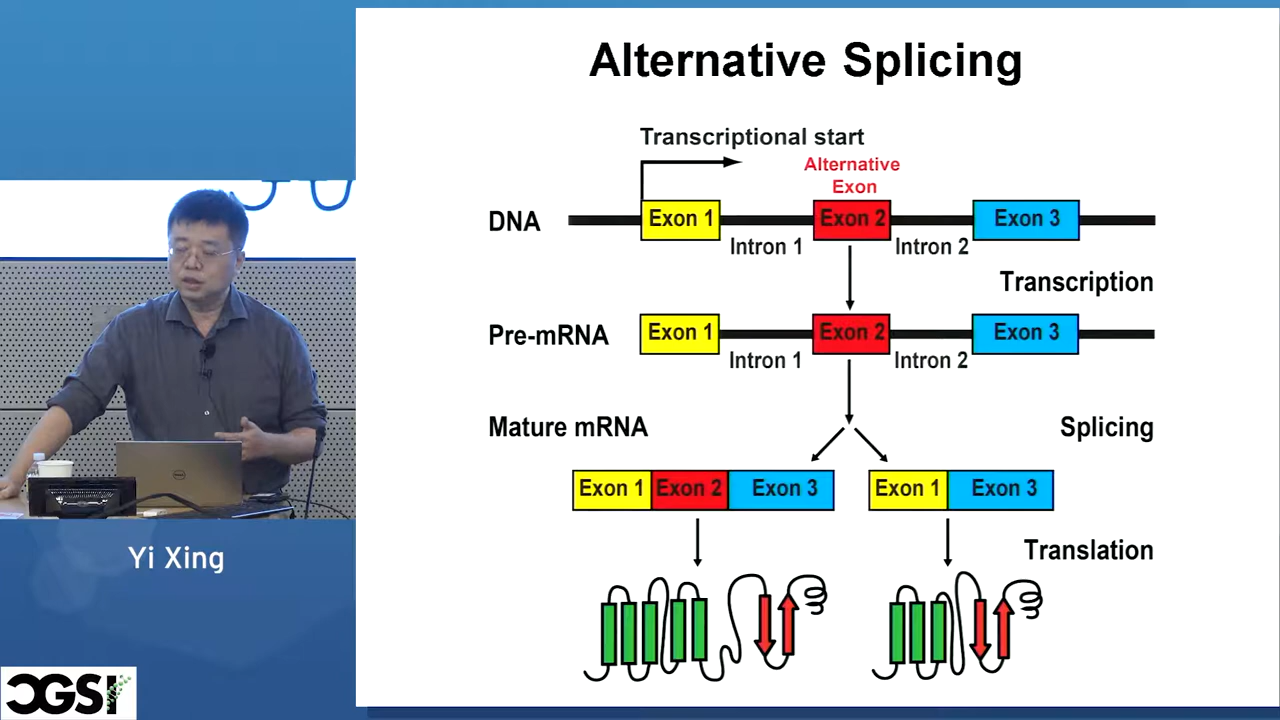 Alternative Splicing
Transcriptional start
Alternative
Exon
DNA
Exon 1
Exon 2
Exon 3
Intron 1
Intron 2
Transcription
Pre-mRNA
Exon 1
Exon 2
Exon 3
Intron 1
Intron 2
Mature mRNA
Splicing
Exon 1
Exon 2
Exon 3
Exon 1
Exon 3
Translation
Yi Xing
CGSI